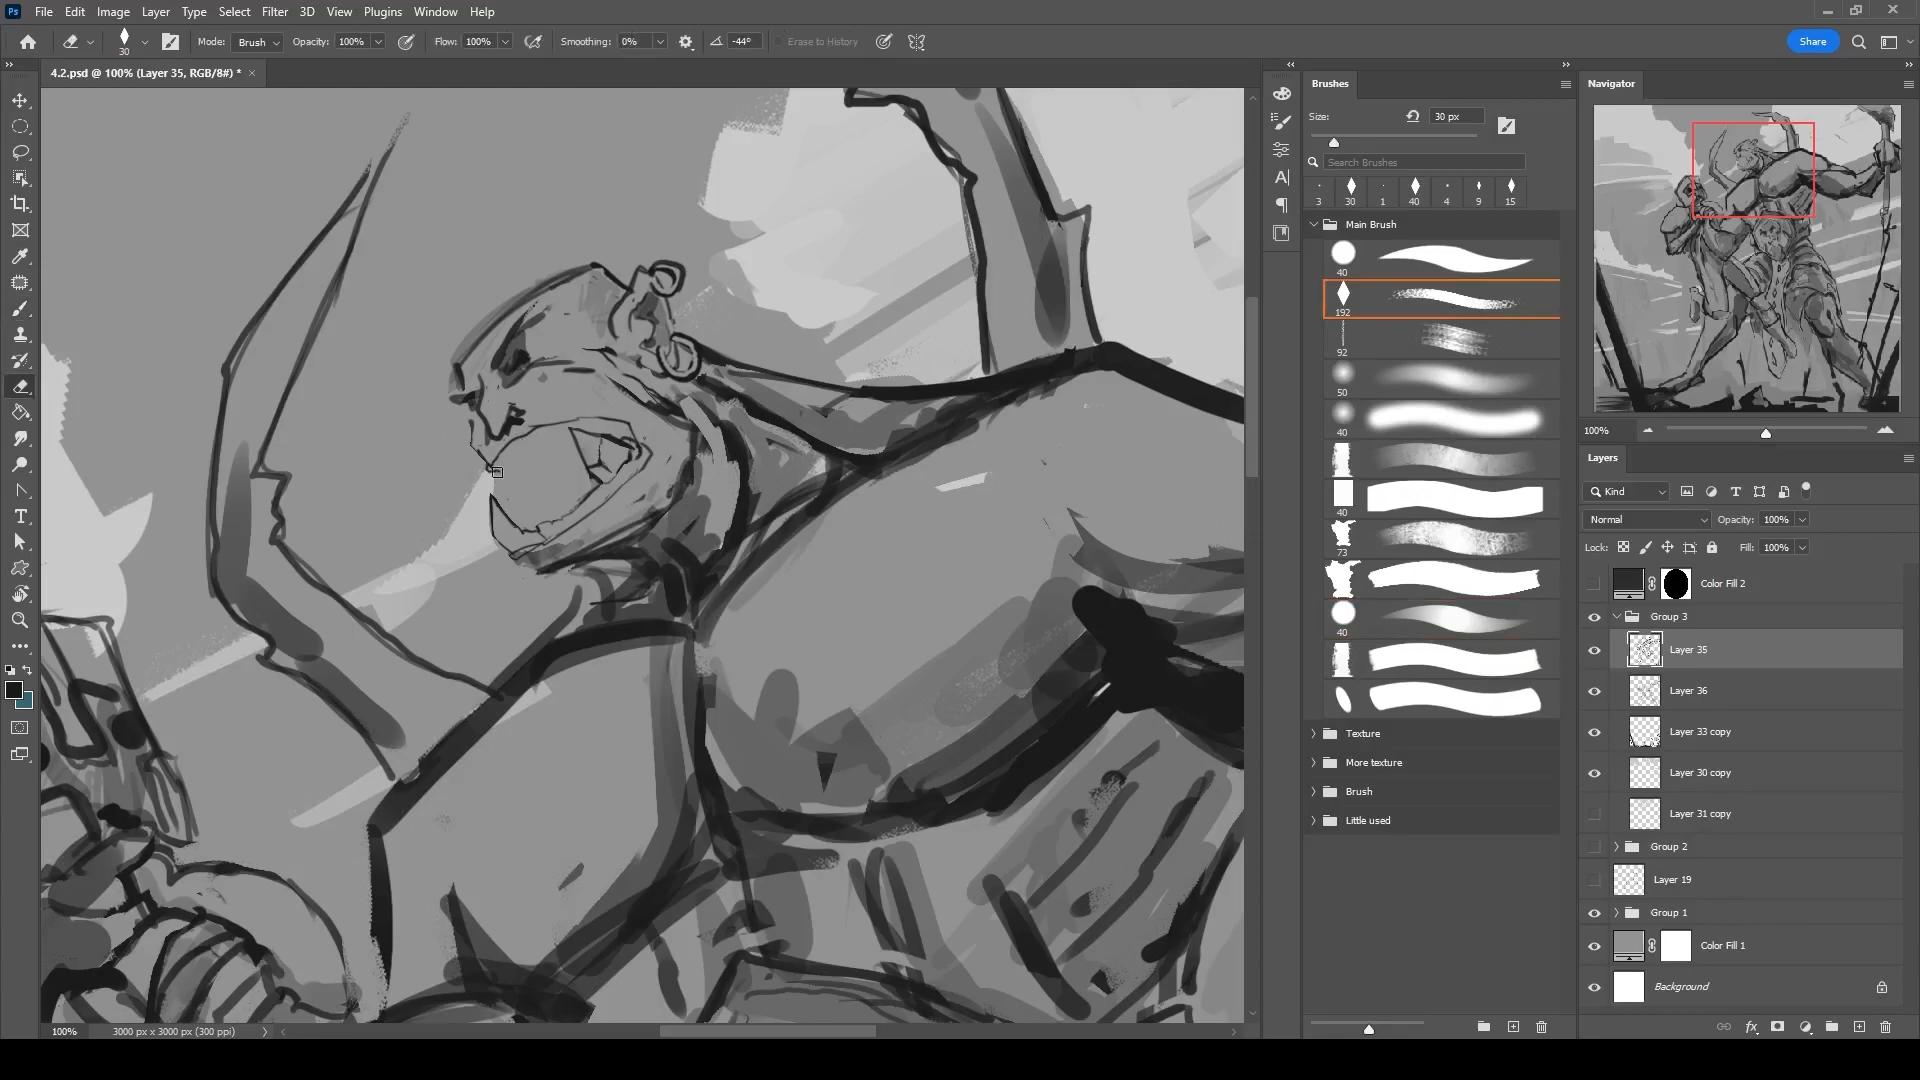 Ps File Edit Image Layer Type Select Filter 3D View Plugins Window Help
30 Mode: Brush Opacity: 100% Flow: 100% Smoothing: 0% -44° Erase to History Share
4.2.psd @ 100% (Layer 35, RGB/8#) * ×
Brushes
Size: 30 px
Search Brushes
3 30 1 40 4 9 15
Main Brush
40
192
92
50
40
40
73
40
Texture
More texture
Brush
Little used
Navigator
100%
Layers
Kind
Normal Opacity: 100%
Lock: Fill: 100%
Color Fill 2
Group 3
Layer 35
Layer 36
Layer 33 copy
Layer 30 copy
Layer 31 copy
Group 2
Layer 19
Group 1
Color Fill 1
Background
100% 3000 px x 3000 px (300 ppi)